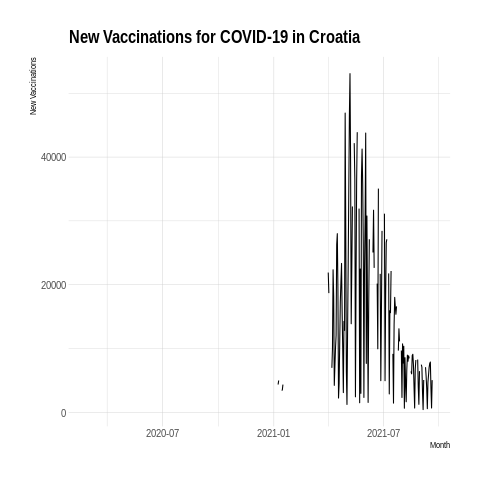 New Vaccinations for COVID-19 in Croatia
New Vaccinations
40000
20000
0
2020-07
2021-01
2021-07
Month